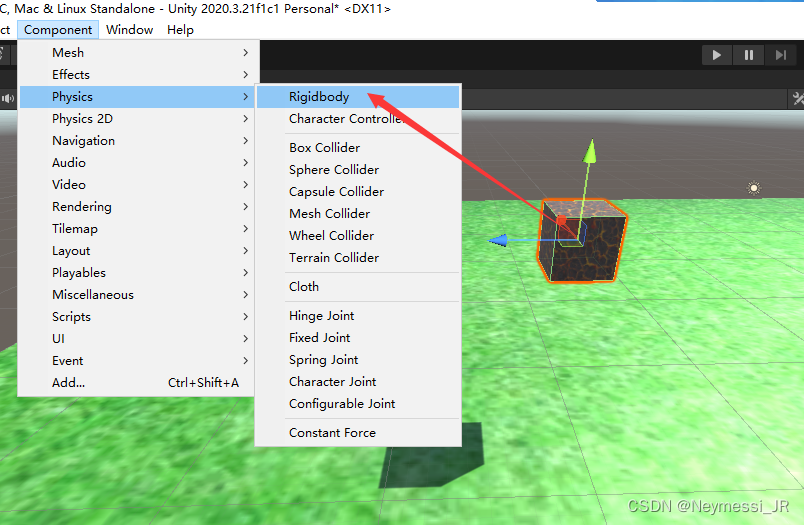 C, Mac & Linux Standalone - Unity 2020.3.21f1c1 Personal* <DX11>
ct Component Window Help
Mesh
Effects
Physics
Physics 2D
Navigation
Audio
Video
Rendering
Tilemap
Layout
Playables
Miscellaneous
Scripts
UI
Event
Add... Ctrl+Shift+A
Rigidbody
Character Controller
Box Collider
Sphere Collider
Capsule Collider
Mesh Collider
Wheel Collider
Terrain Collider
Cloth
Hinge Joint
Fixed Joint
Spring Joint
Character Joint
Configurable Joint
Constant Force
CSDN @Neymessi_JR